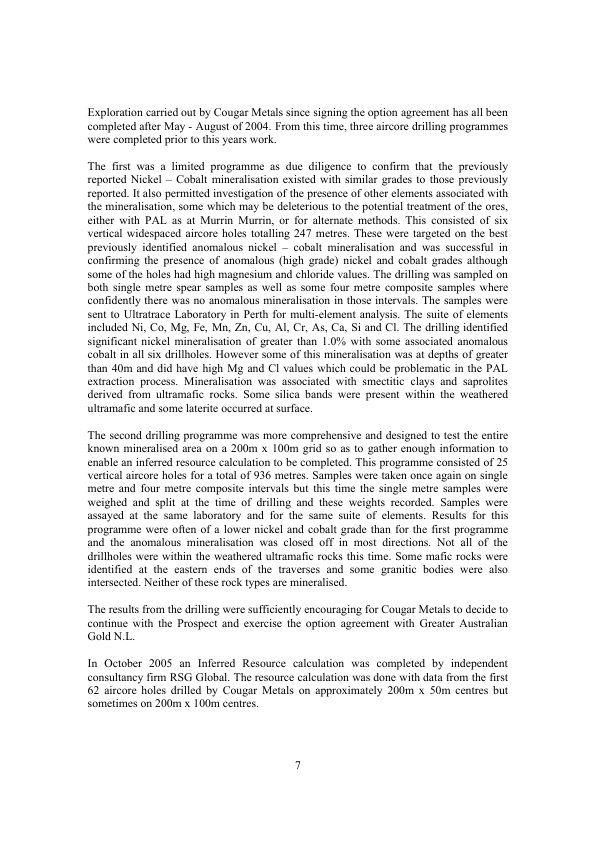 Exploration carried out by Cougar Metals since signing the option agreement has all been
completed after May - August of 2004. From this time, three aircore drilling programmes
were completed prior to this years work.
The first was a limited programme as due diligence to confirm that the previously
reported Nickel – Cobalt mineralisation existed with similar grades to those previously
reported. It also permitted investigation of the presence of other elements associated with
the mineralisation, some which may be deleterious to the potential treatment of the ores,
either with PAL as at Murrin Murrin, or for alternate methods. This consisted of six
vertical widespaced aircore holes totalling 247 metres. These were targeted on the best
previously identified anomalous nickel – cobalt mineralisation and was successful in
confirming the presence of anomalous (high grade) nickel and cobalt grades although
some of the holes had high magnesium and chloride values. The drilling was sampled on
both single metre spear samples as well as some four metre composite samples where
confidently there was no anomalous mineralisation in those intervals. The samples were
sent to Ultratrace Laboratory in Perth for multi-element analysis. The suite of elements
included Ni, Co, Mg, Fe, Mn, Zn, Cu, Al, Cr, As, Ca, Si and Cl. The drilling identified
significant nickel mineralisation of greater than 1.0% with some associated anomalous
cobalt in all six drillholes. However some of this mineralisation was at depths of greater
than 40m and did have high Mg and Cl values which could be problematic in the PAL
extraction process. Mineralisation was associated with smectitic clays and saprolites
derived from ultramafic rocks. Some silica bands were present within the weathered
ultramafic and some laterite occurred at surface.
The second drilling programme was more comprehensive and designed to test the entire
known mineralised area on a 200m x 100m grid so as to gather enough information to
enable an inferred resource calculation to be completed. This programme consisted of 25
vertical aircore holes for a total of 936 metres. Samples were taken once again on single
metre and four metre composite intervals but this time the single metre samples were
weighed and split at the time of drilling and these weights recorded. Samples were
assayed at the same laboratory and for the same suite of elements. Results for this
programme were often of a lower nickel and cobalt grade than for the first programme
and the anomalous mineralisation was closed off in most directions. Not all of the
drillholes were within the weathered ultramafic rocks this time. Some mafic rocks were
identified at the eastern ends of the traverses and some granitic bodies were also
intersected. Neither of these rock types are mineralised.
The results from the drilling were sufficiently encouraging for Cougar Metals to decide to
continue with the Prospect and exercise the option agreement with Greater Australian
Gold N.L.
In October 2005 an Inferred Resource calculation was completed by independent
consultancy firm RSG Global. The resource calculation was done with data from the first
62 aircore holes drilled by Cougar Metals on approximately 200m x 50m centres but
sometimes on 200m x 100m centres.
7